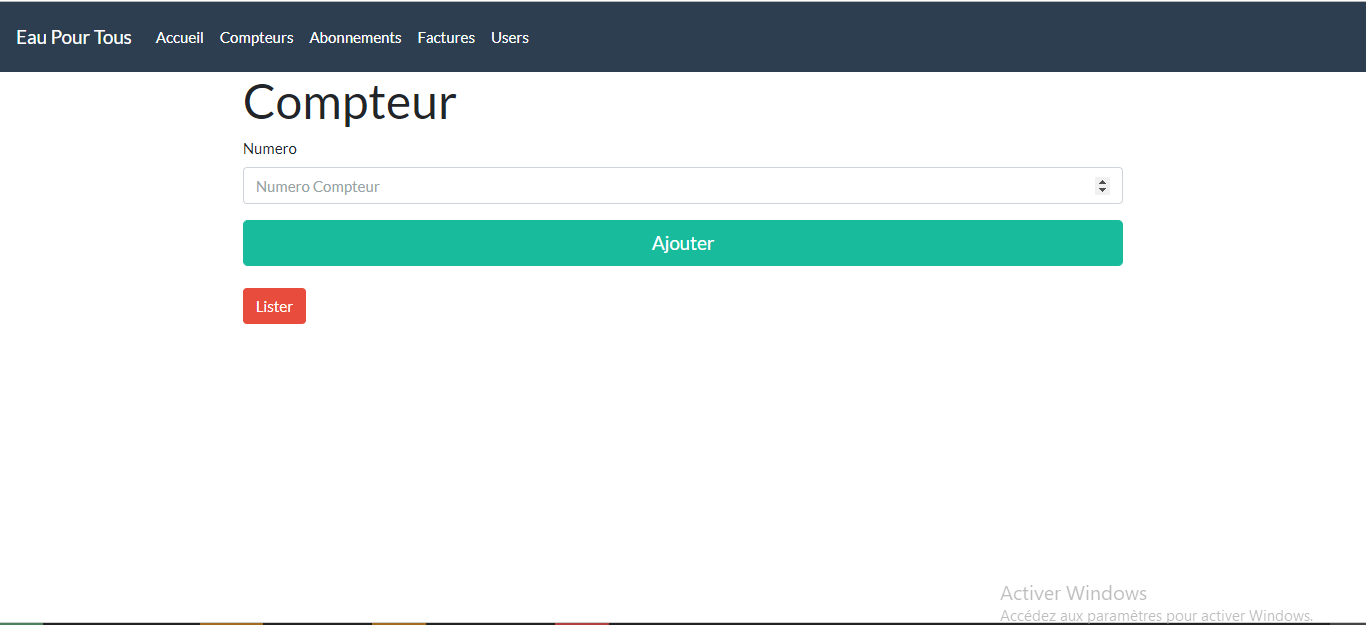 Eau Pour Tous Accueil Compteurs Abonnements Factures Users
Compteur
Numero
Numero Compteur
Ajouter
Lister
Activer Windows
Accédez aux paramètres pour activer Windows.